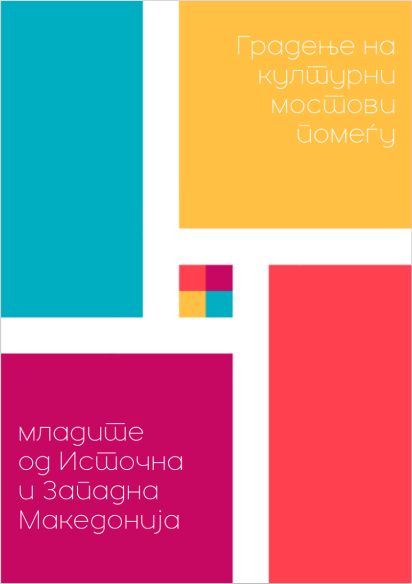 Градење на
културни
мостови
помеѓу
младите
од Источна
и Западна
Македонија